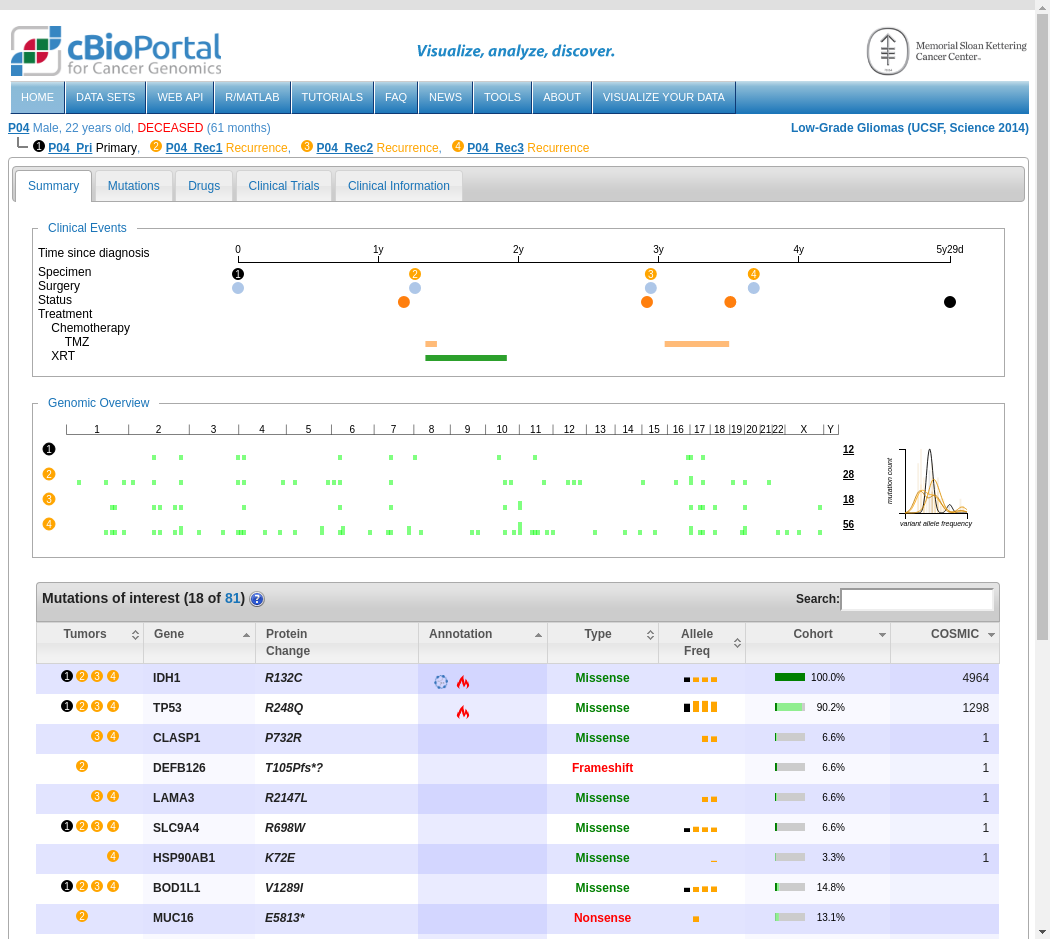 cBioPortal
for Cancer Genomics
Visualize, analyze, discover.
Memorial Sloan Kettering
Cancer Center
HOME DATA SETS WEB API R/MATLAB TUTORIALS FAQ NEWS TOOLS ABOUT VISUALIZE YOUR DATA
P04 Male, 22 years old, DECEASED (61 months) Low-Grade Gliomas (UCSF, Science 2014)
1 P04_Pri Primary, 2 P04_Rec1 Recurrence, 3 P04_Rec2 Recurrence, 4 P04_Rec3 Recurrence
Summary Mutations Drugs Clinical Trials Clinical Information
Clinical Events
Time since diagnosis 0 1y 2y 3y 4y 5y29d
Specimen 1 2 3 4
Surgery
Status
Treatment
Chemotherapy
TMZ
XRT
Genomic Overview
1 2 3 4 5 6 7 8 9 10 11 12 13 14 15 16 17 18 19 20 21 22 X Y
1 12
2 28
3 18
4 56
mutation count
variant allele frequency
Mutations of interest (18 of 81) ? Search:
Tumors Gene Protein Change Annotation Type Allele Freq Cohort COSMIC
1 2 3 4 IDH1 R132C Missense 100.0% 4964
1 2 3 4 TP53 R248Q Missense 90.2% 1298
3 4 CLASP1 P732R Missense 6.6% 1
2 DEFB126 T105Pfs*? Frameshift 6.6% 1
3 4 LAMA3 R2147L Missense 6.6% 1
1 2 3 4 SLC9A4 R698W Missense 6.6% 1
4 HSP90AB1 K72E Missense 3.3% 1
1 2 3 4 BOD1L1 V1289I Missense 14.8%
2 MUC16 E5813* Nonsense 13.1%